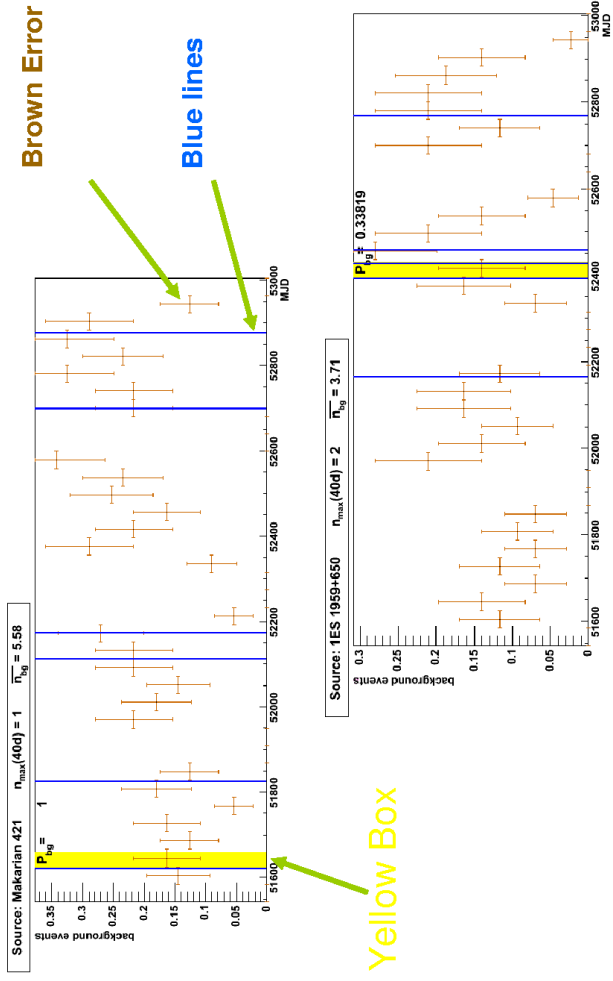 Source: Makarian 421 n_max(40d) = 1 n_bg = 5.58
P_bg = 1
background events
0.35
0.3
0.25
0.2
0.15
0.1
0.05
0
51600 51800 52000 52200 52400 52600 52800 53000
MJD
Brown Error
Blue lines
Yellow Box
Source: 1ES 1959+650 n_max(40d) = 2 n_bg = 3.71
P_bg = 0.33819
background events
0.3
0.25
0.2
0.15
0.1
0.05
0
51600 51800 52000 52200 52400 52600 52800 53000
MJD